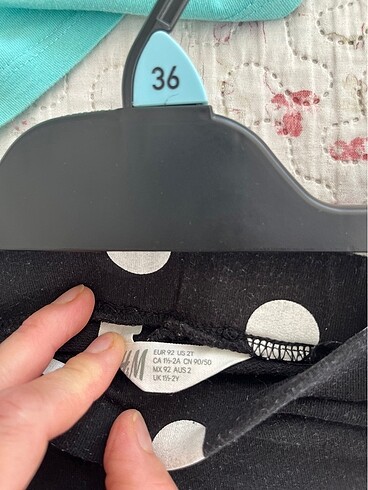 36
H&M
EUR 92 US 2T
CA 1½-2A CN 90/50
MX 92 AUS 2
UK 1½-2Y